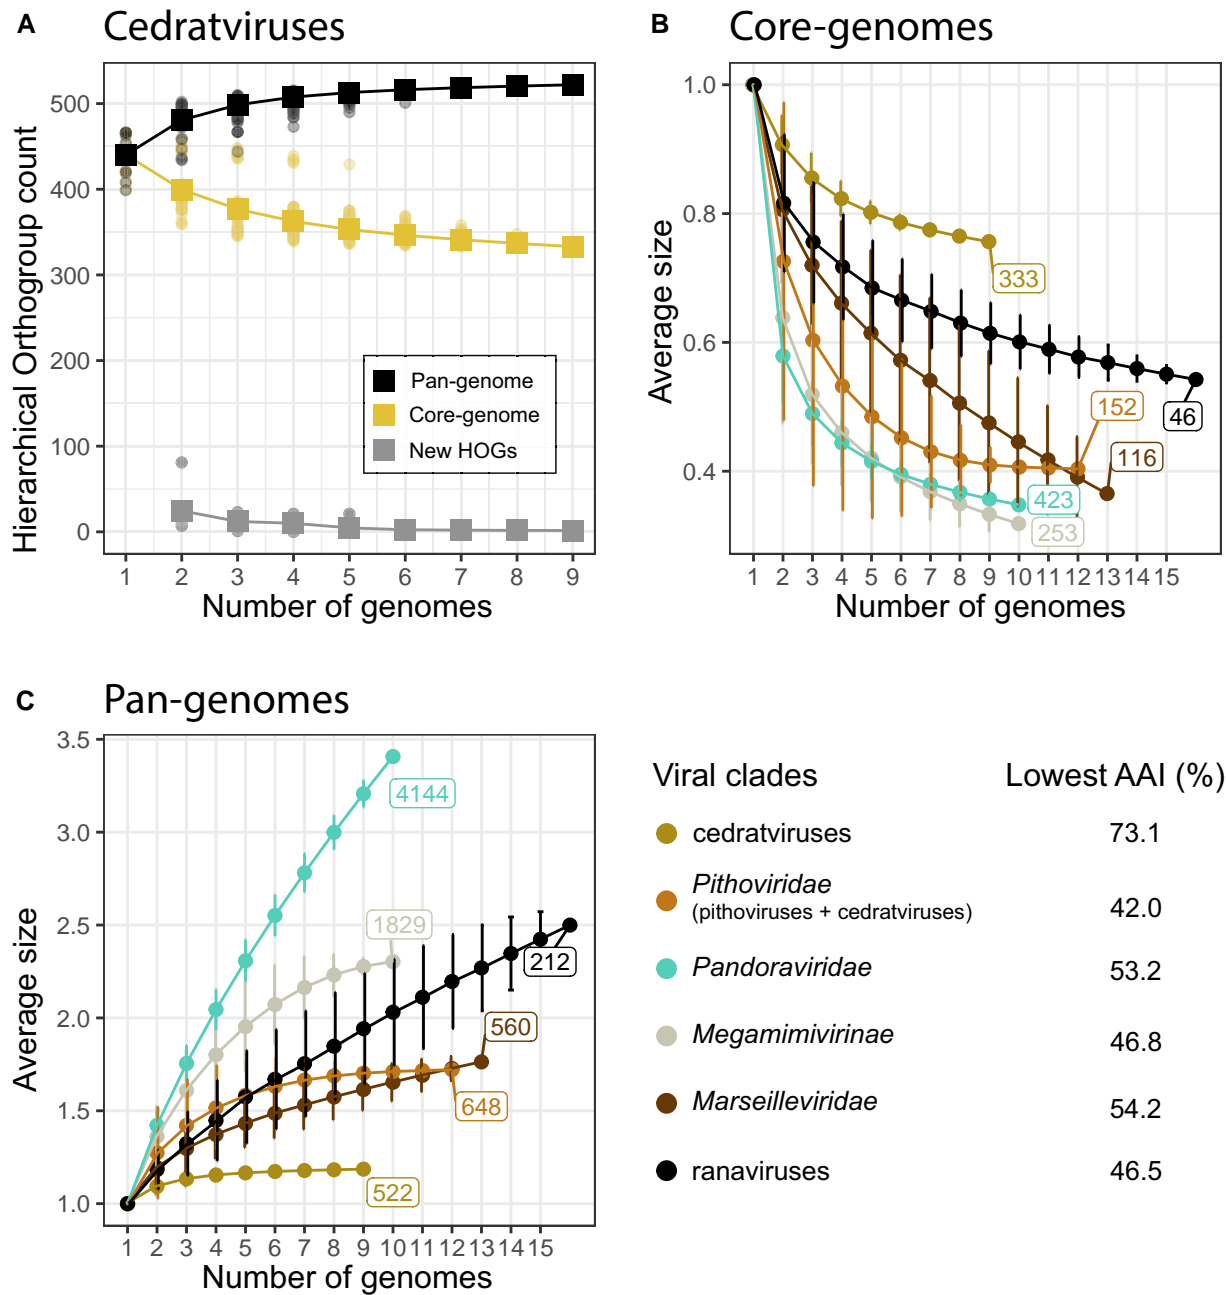 A
Cedratviruses
Hierarchical Orthogroup count
500
400
300
200
100
0
Pan-genome
Core-genome
New HOGs
1 2 3 4 5 6 7 8 9
Number of genomes
B
Core-genomes
Average size
1.0
0.8
0.6
0.4
333
152
46
116
423
253
1 2 3 4 5 6 7 8 9 10 11 12 13 14 15
Number of genomes
C
Pan-genomes
Average size
3.5
3.0
2.5
2.0
1.5
1.0
4144
1829
212
560
648
522
1 2 3 4 5 6 7 8 9 10 11 12 13 14 15
Number of genomes
Viral clades Lowest AAI (%)
cedratviruses 73.1
Pithoviridae
(pithoviruses + cedratviruses) 42.0
Pandoraviridae 53.2
Megamimivirinae 46.8
Marseilleviridae 54.2
ranaviruses 46.5